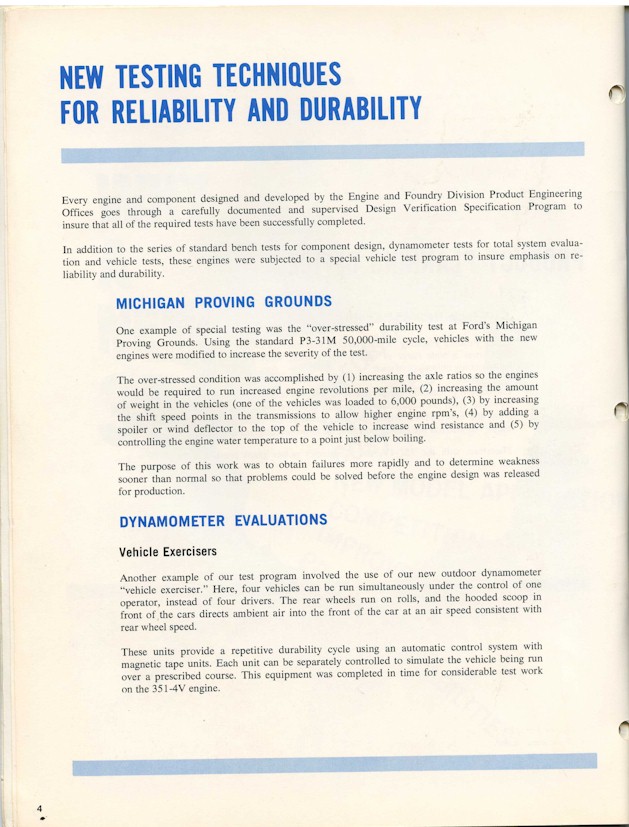 NEW TESTING TECHNIQUES
FOR RELIABILITY AND DURABILITY
Every engine and component designed and developed by the Engine and Foundry Division Product Engineering
Offices goes through a carefully documented and supervised Design Verification Specification Program to
insure that all of the required tests have been successfully completed.
In addition to the series of standard bench tests for component design, dynamometer tests for total system evalua-
tion and vehicle tests, these engines were subjected to a special vehicle test program to insure emphasis on re-
liability and durability.
MICHIGAN PROVING GROUNDS
One example of special testing was the “over-stressed” durability test at Ford's Michigan
Proving Grounds. Using the standard P3-31M 50,000-mile cycle, vehicles with the new
engines were modified to increase the severity of the test.
The over-stressed condition was accomplished by (1) increasing the axle ratios so the engines
would be required to run increased engine revolutions per mile, (2) increasing the amount
of weight in the vehicles (one of the vehicles was loaded to 6,000 pounds), (3) by increasing
the shift speed points in the transmissions to allow higher engine rpm's, (4) by adding a
spoiler or wind deflector to the top of the vehicle to increase wind resistance and (5) by
controlling the engine water temperature to a point just below boiling.
The purpose of this work was to obtain failures more rapidly and to determine weakness
sooner than normal so that problems could be solved before the engine design was released
for production.
DYNAMOMETER EVALUATIONS
Vehicle Exercisers
Another example of our test program involved the use of our new outdoor dynamometer
“vehicle exerciser.” Here, four vehicles can be run simultaneously under the control of one
operator, instead of four drivers. The rear wheels run on rolls, and the hooded scoop in
front of the cars directs ambient air into the front of the car at an air speed consistent with
rear wheel speed.
These units provide a repetitive durability cycle using an automatic control system with
magnetic tape units. Each unit can be separately controlled to simulate the vehicle being run
over a prescribed course. This equipment was completed in time for considerable test work
on the 351-4V engine.
4